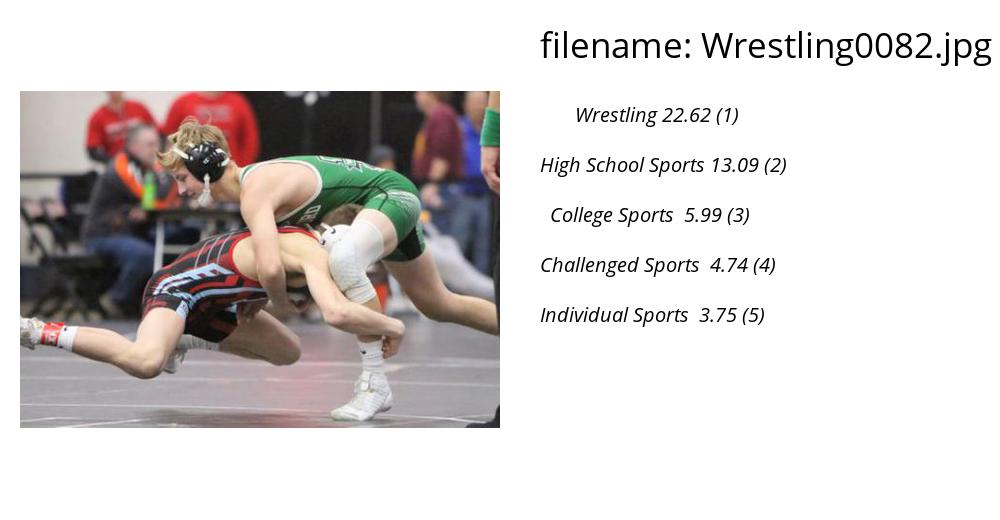 filename: Wrestling0082.jpg
Wrestling 22.62 (1)
High School Sports 13.09 (2)
College Sports 5.99 (3)
Challenged Sports 4.74 (4)
Individual Sports 3.75 (5)